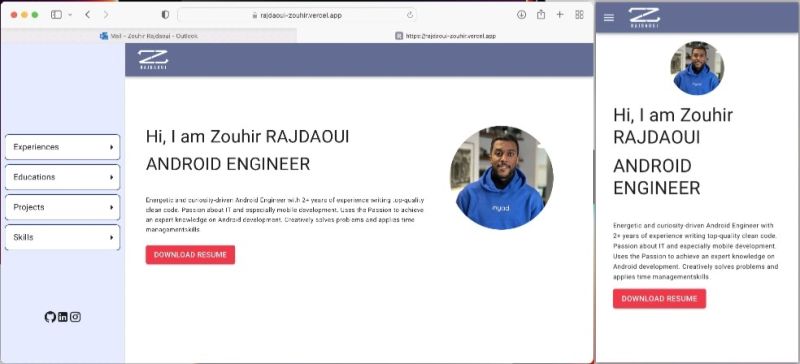 rajdaoui-zouhir.vercel.app
Mail - Zouhir Rajdaoui - Outlook
R https://rajdaoui-zouhir.vercel.app
Z
RAJDAOUI
Experiences
Educations
Projects
Skills
Hi, I am Zouhir RAJDAOUI
ANDROID ENGINEER
Energetic and curiosity-driven Android Engineer with 2+ years of experience writing top-quality
clean code. Passion about IT and especially mobile development. Uses the Passion to achieve
an expert knowledge on Android development. Creatively solves problems and applies time
managementskills
DOWNLOAD RESUME
Z
RAJDAOUI
Hi, I am Zouhir
RAJDAOUI
ANDROID
ENGINEER
Energetic and curiosity-driven Android Engineer with
2+ years of experience writing top-quality clean code.
Passion about IT and especially mobile development.
Uses the Passion to achieve an expert knowledge on
Android development. Creatively solves problems and
applies time managementskills
DOWNLOAD RESUME